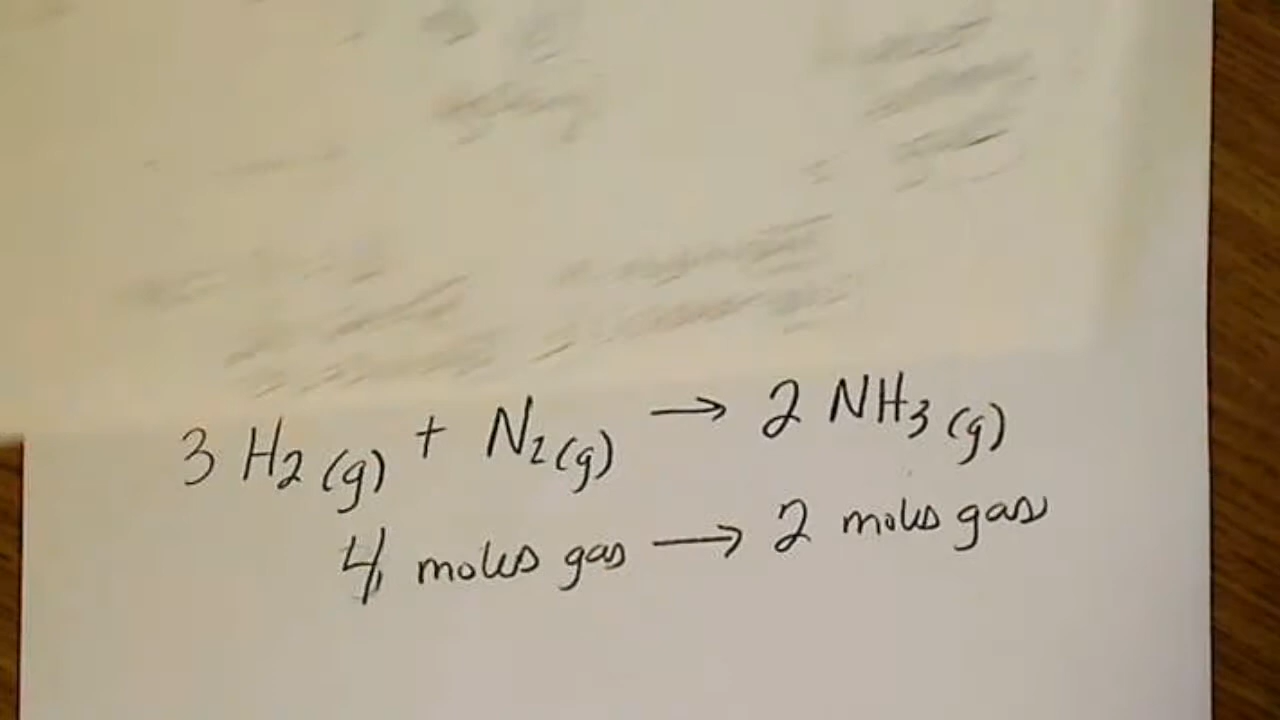 3 H₂ (g) + N₂ (g) → 2 NH₃ (g)
4 moles gas → 2 moles gas